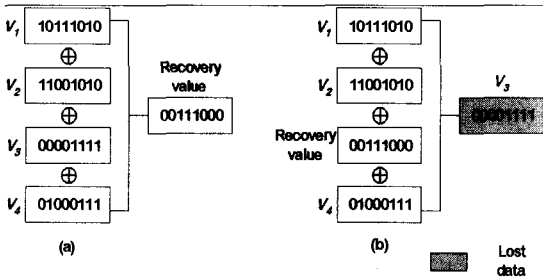 V1 10111010
V2 11001010
V3 00001111
V4 01000111
Recovery
value
00111000
(a)
V1 10111010
V2 11001010
Recovery
value
00111000
V4 01000111
V3
00001111
(b)
Lost
data